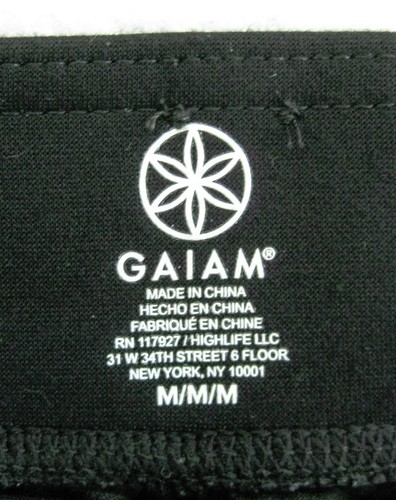 GAIAM®
MADE IN CHINA
HECHO EN CHINA
FABRIQUÉ EN CHINE
RN 117927 / HIGHLIFE LLC
31 W 34TH STREET 6 FLOOR
NEW YORK, NY 10001
M/M/M